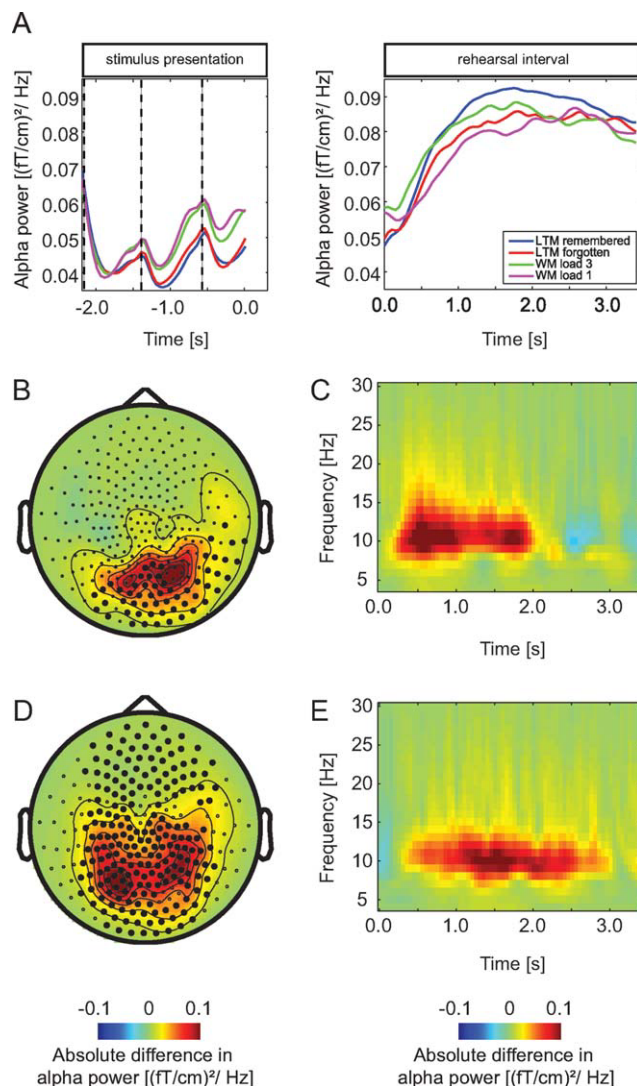 A
stimulus presentation
rehearsal interval
Alpha power [(fT/cm)²/ Hz]
0.09
0.08
0.07
0.06
0.05
0.04
-2.0 -1.0 0.0
Time [s]
Alpha power [(fT/cm)²/ Hz]
0.09
0.08
0.07
0.06
0.05
0.04
LTM remembered
LTM forgotten
WM load 3
WM load 1
0.0 1.0 2.0 3.0
Time [s]
B
C
Frequency [Hz]
30
25
20
15
10
5
0.0 1.0 2.0 3.0
Time [s]
D
E
Frequency [Hz]
30
25
20
15
10
5
0.0 1.0 2.0 3.0
Time [s]
-0.1 0 0.1
Absolute difference in
alpha power [(fT/cm)²/ Hz]
-0.1 0 0.1
Absolute difference in
alpha power [(fT/cm)²/ Hz]